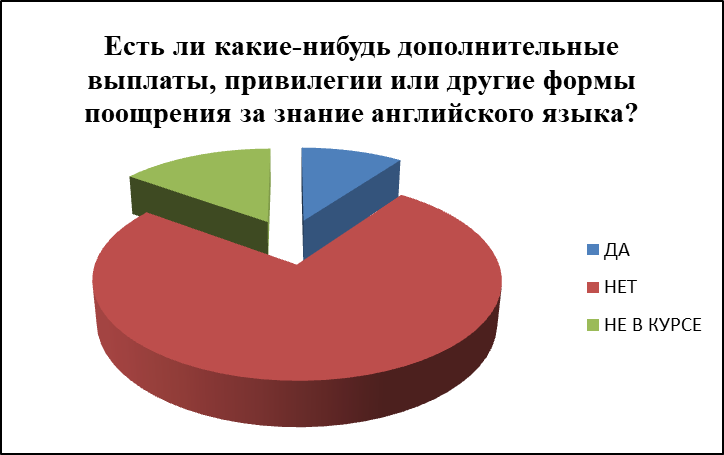 Есть ли какие-нибудь дополнительные
выплаты, привилегии или другие формы
поощрения за знание английского языка?
ДА
НЕТ
НЕ В КУРСЕ